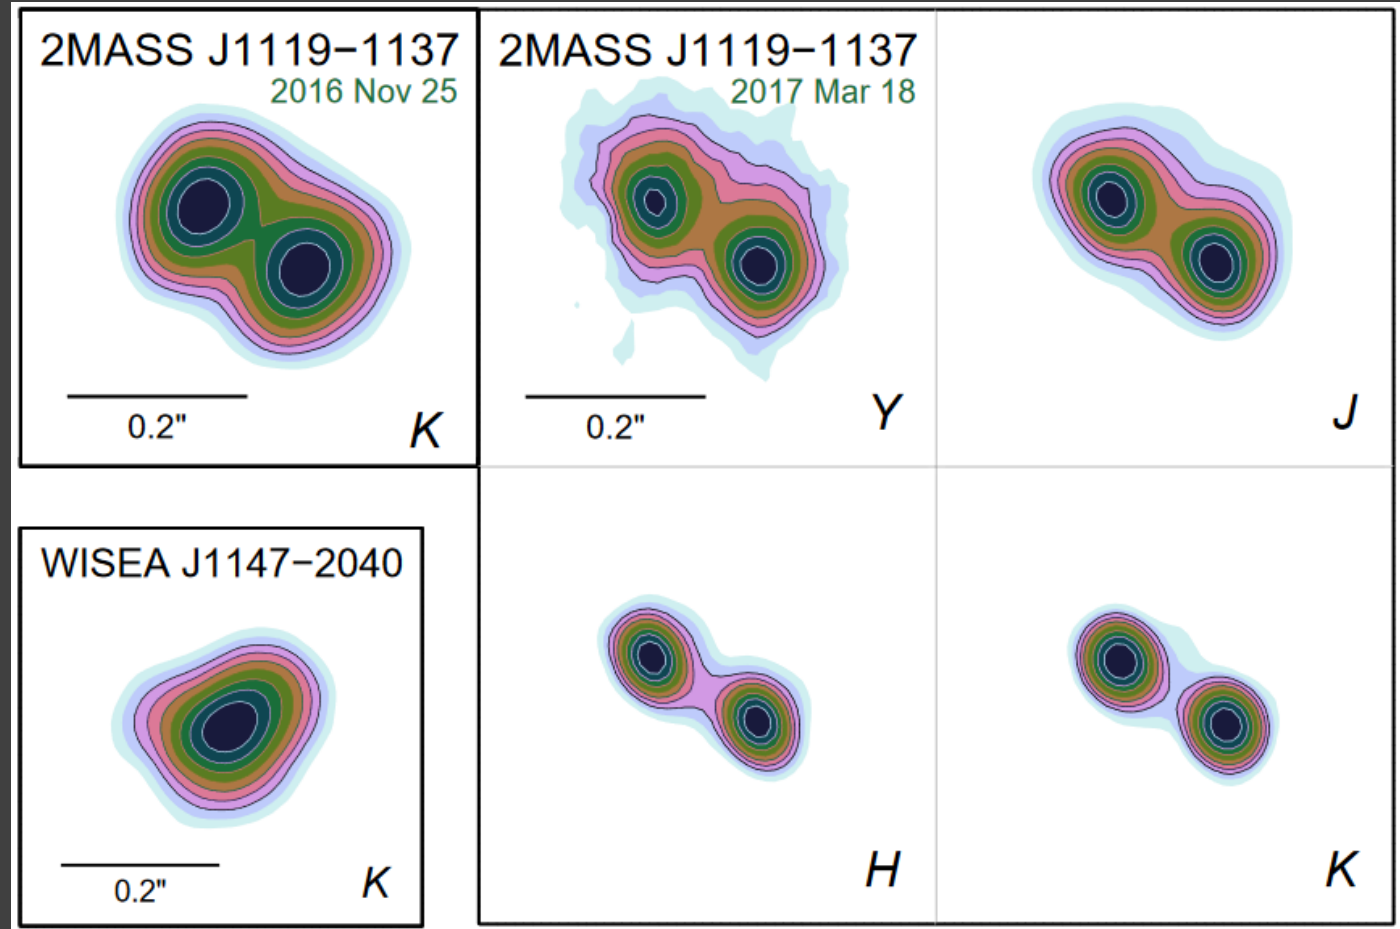 2MASS J1119−1137
2016 Nov 25
0.2"
K
2MASS J1119−1137
2017 Mar 18
0.2"
Y
J
WISEA J1147−2040
0.2"
K
H
K